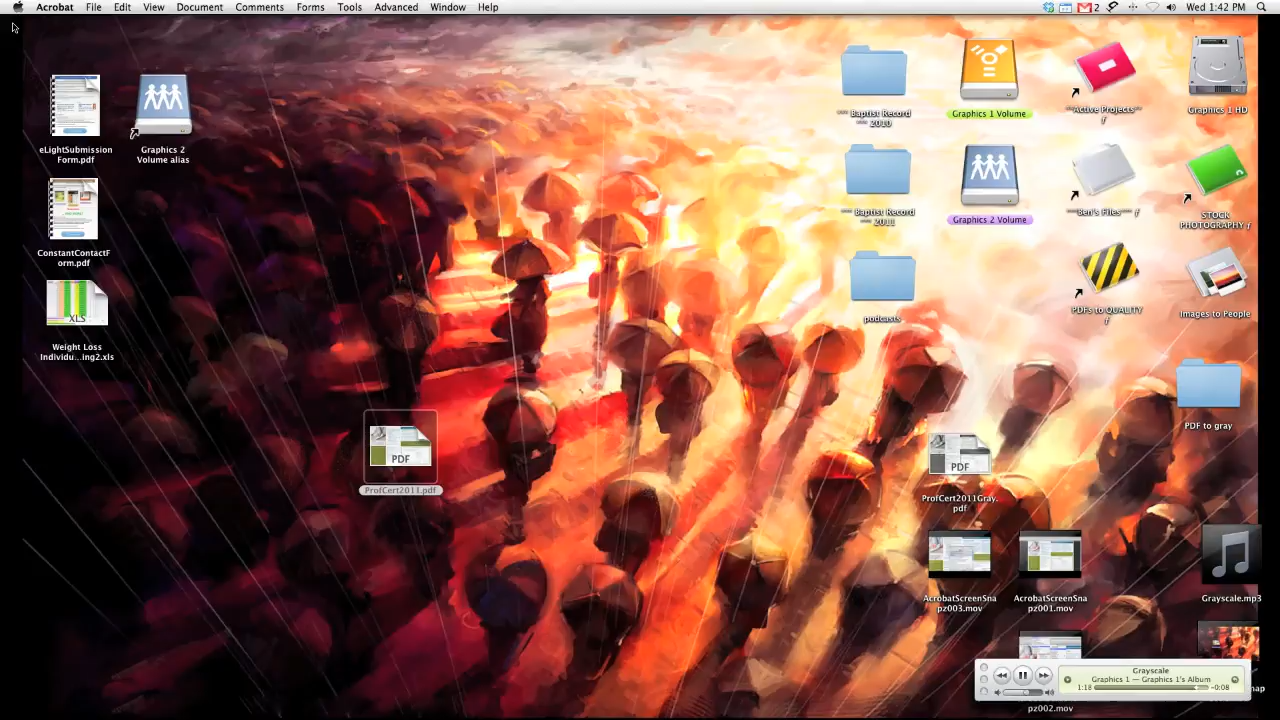 Acrobat File Edit View Document Comments Forms Tools Advanced Window Help
2 Wed 1:42 PM
eLightSubmission
Form.pdf
Graphics 2
Volume alias
*** Baptist Record
*** 2010
Graphics 1 Volume
**Active Projects**
f
Graphics 1 HD
ConstantContactF
orm.pdf
*** Baptist Record
*** 2011
Graphics 2 Volume
**Ben's Files** f
STOCK
PHOTOGRAPHY f
XLS
Weight Loss
Individu...ing2.xls
podcasts
PDFs to QUALITY
f
Images to People
PDF to gray
PDF
ProfCert2011.pdf
PDF
ProfCert2011Gray.
pdf
AcrobatScreenSna
pz003.mov
AcrobatScreenSna
pz001.mov
Grayscale.mp3
pz002.mov
Grayscale
Graphics 1 — Graphics 1's Album
1:18 -0:08